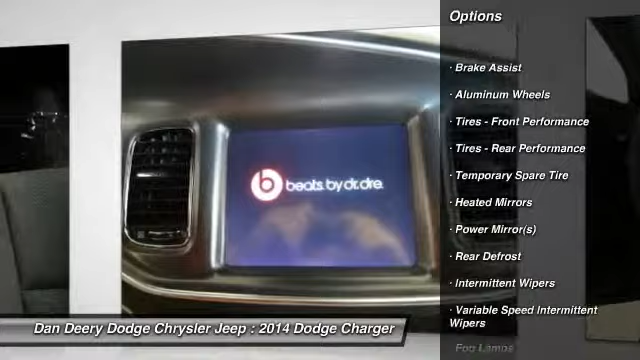 Options
· Brake Assist
· Aluminum Wheels
· Tires - Front Performance
· Tires - Rear Performance
· Temporary Spare Tire
· Heated Mirrors
· Power Mirror(s)
· Rear Defrost
· Intermittent Wipers
· Variable Speed Intermittent
Wipers
· Fog Lamps
b beats by dr. dre.
Dan Deery Dodge Chrysler Jeep : 2014 Dodge Charger